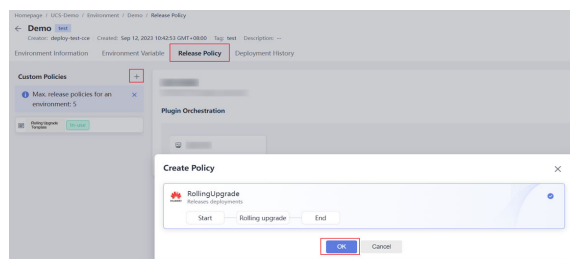 Homepage / UCS-Demo / Environment / Demo / Release Policy
← Demo test
Creator: deploy-test-cce Created: Sep 12, 2023 10:42:53 GMT+08:00 Tag: test Description: --
Environment Information Environment Variable Release Policy Deployment History
Custom Policies +
Max. release policies for an
environment: 5
Rolling Upgrade
Template
Plugin Orchestration
Create Policy
RollingUpgrade
Releases deployments
Start Rolling upgrade End
OK Cancel